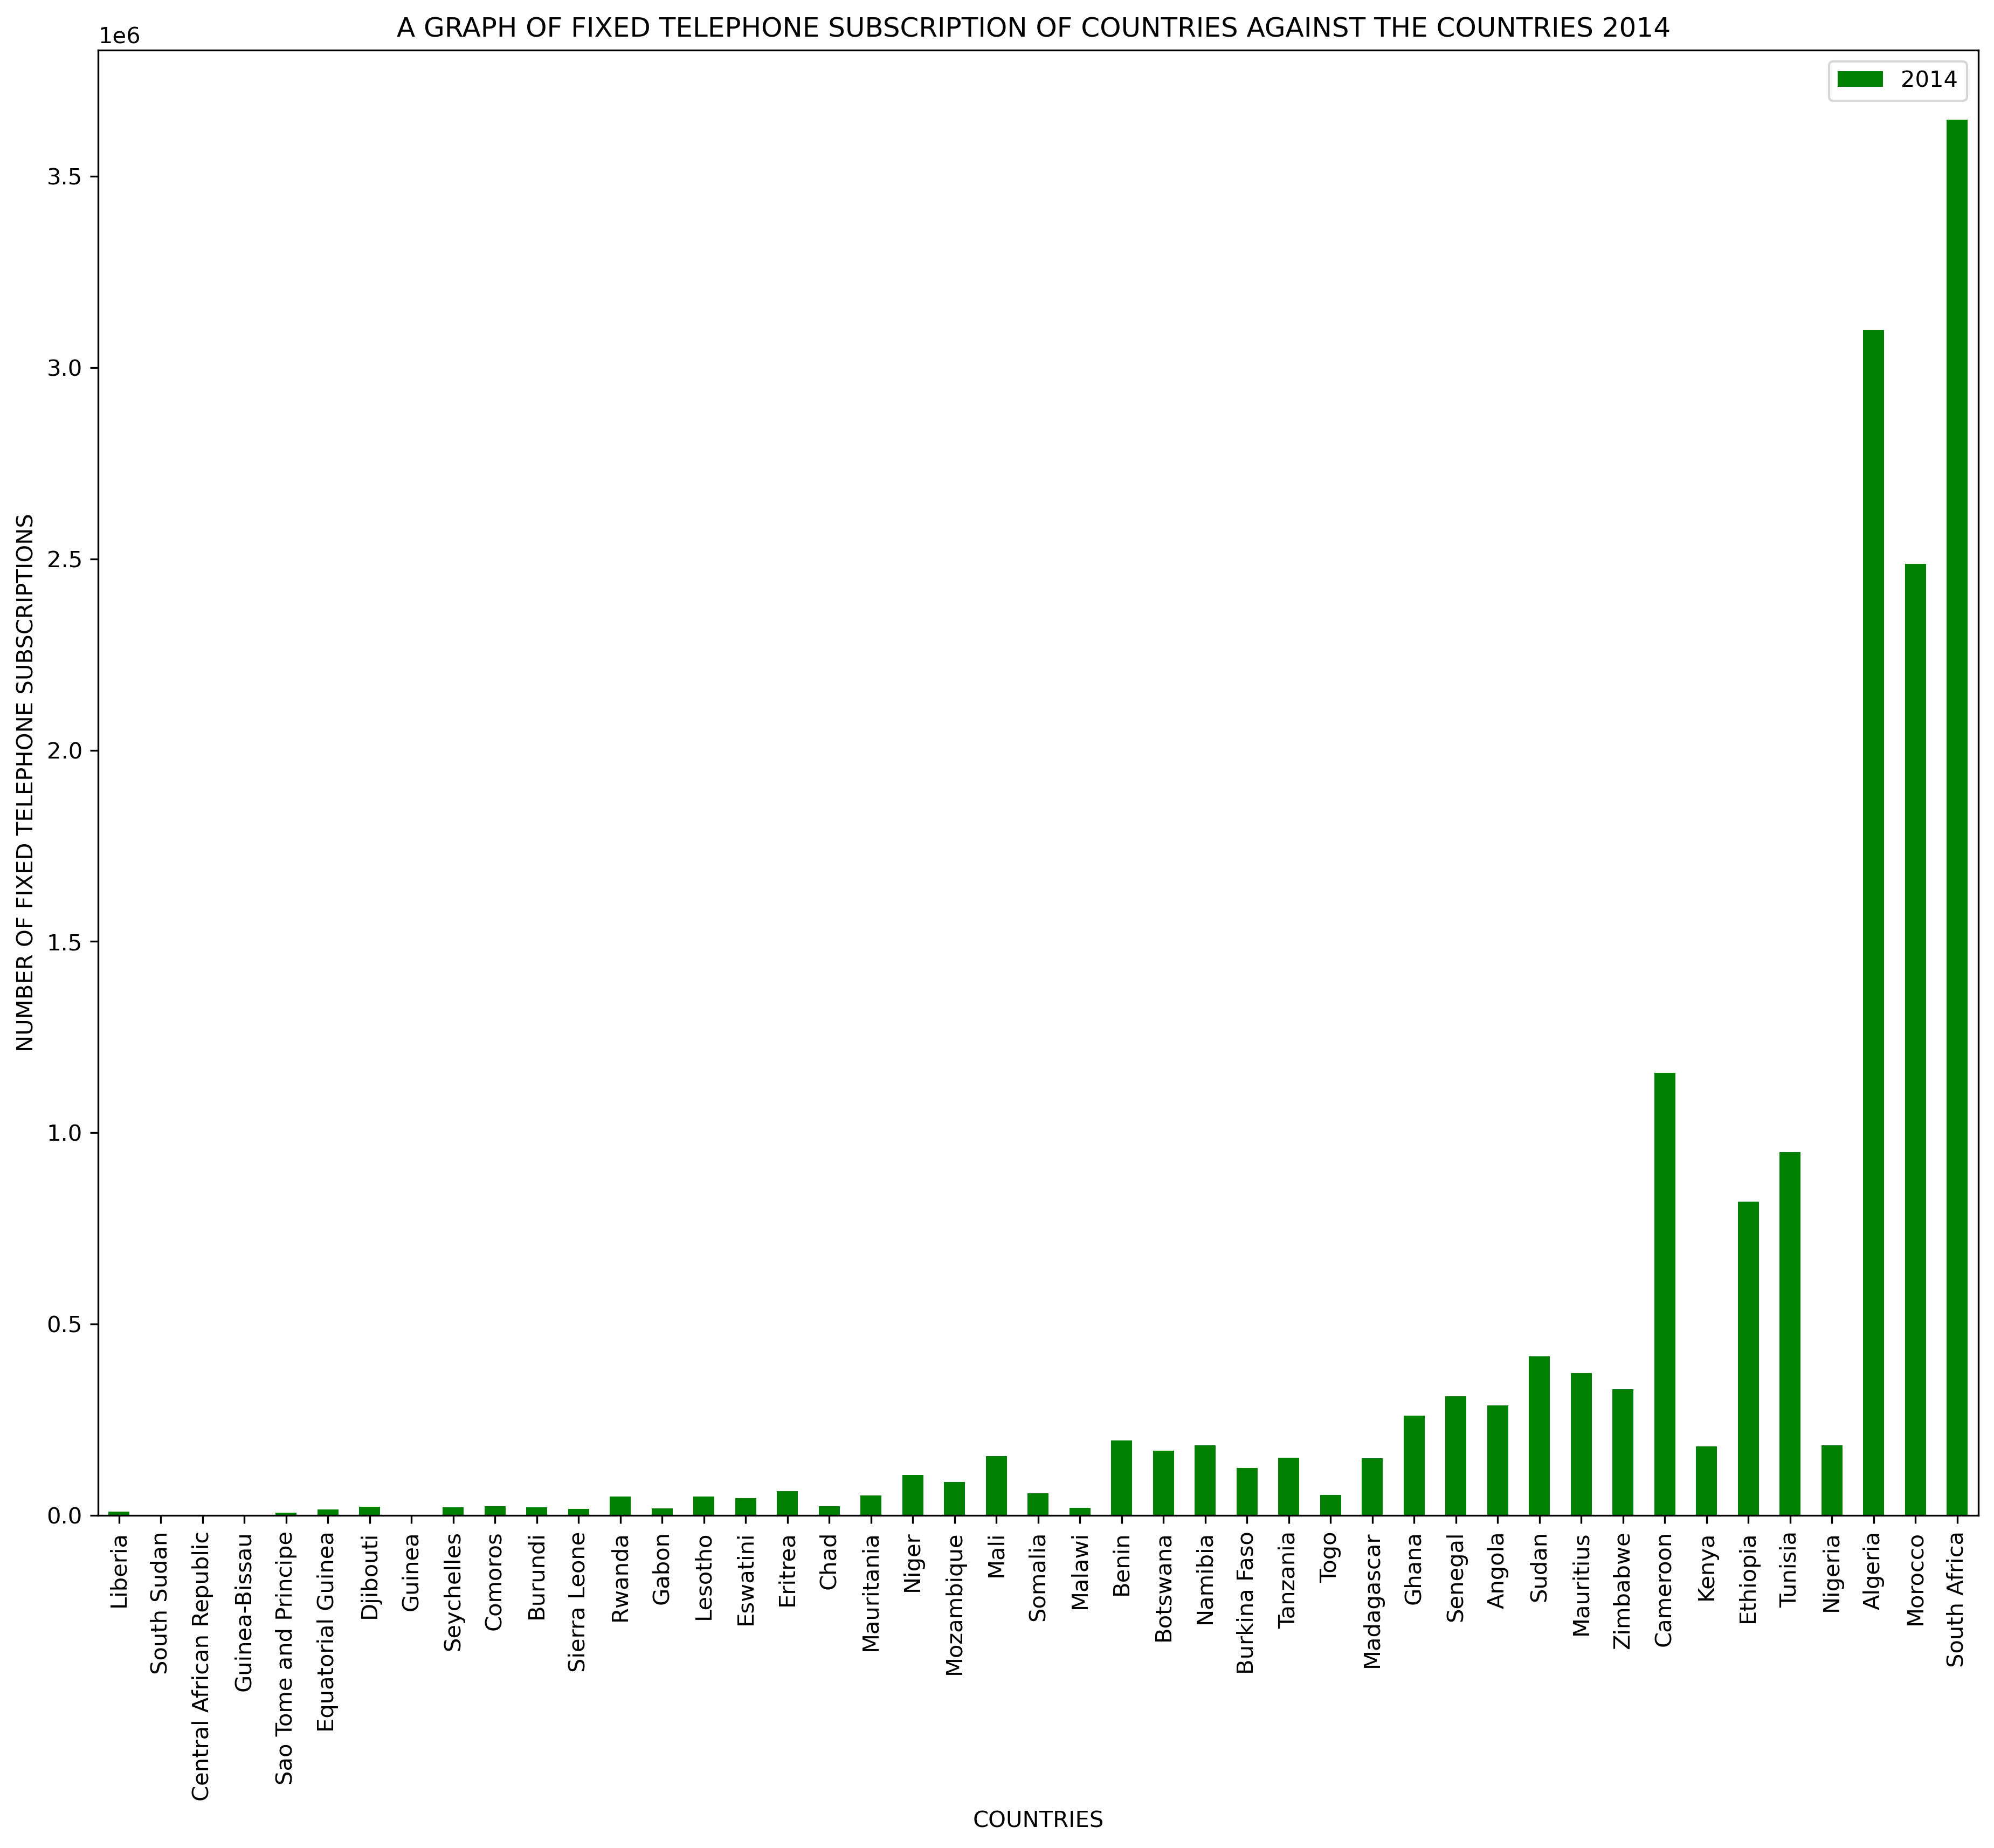 A GRAPH OF FIXED TELEPHONE SUBSCRIPTION OF COUNTRIES AGAINST THE COUNTRIES 2014
1e6
2014
3.5
3.0
2.5
2.0
1.5
1.0
0.5
0.0
NUMBER OF FIXED TELEPHONE SUBSCRIPTIONS
Liberia
South Sudan
Central African Republic
Guinea-Bissau
Sao Tome and Principe
Equatorial Guinea
Djibouti
Guinea
Seychelles
Comoros
Burundi
Sierra Leone
Rwanda
Gabon
Lesotho
Eswatini
Eritrea
Chad
Mauritania
Niger
Mozambique
Mali
Somalia
Malawi
Benin
Botswana
Namibia
Burkina Faso
Tanzania
Togo
Madagascar
Ghana
Senegal
Angola
Sudan
Mauritius
Zimbabwe
Cameroon
Kenya
Ethiopia
Tunisia
Nigeria
Algeria
Morocco
South Africa
COUNTRIES